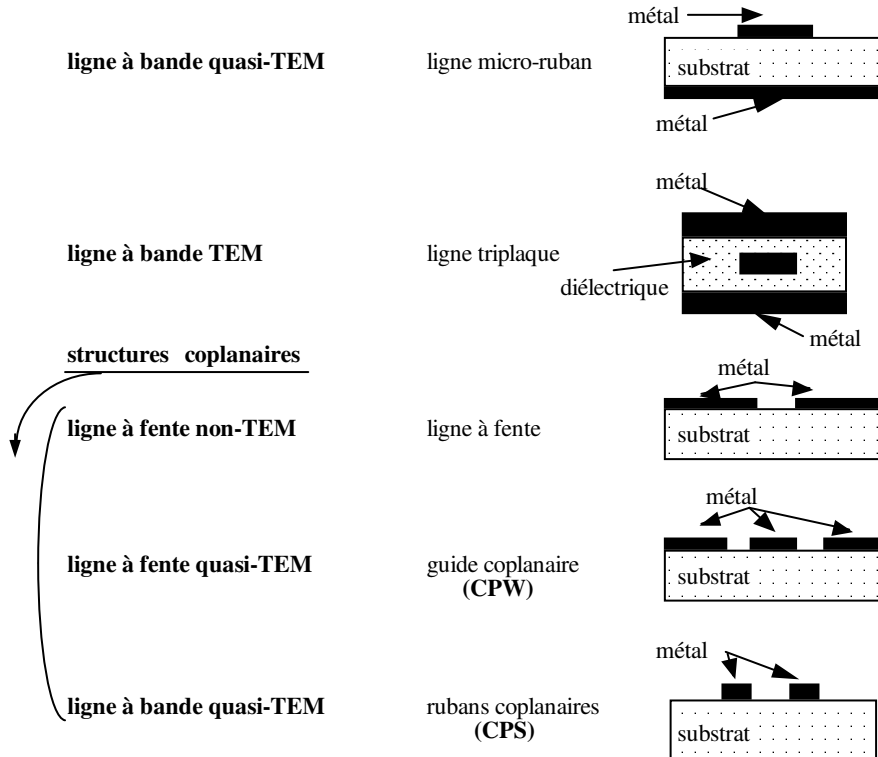 métal
ligne à bande quasi-TEM ligne micro-ruban substrat
métal
métal
ligne à bande TEM ligne triplaque
diélectrique
métal
structures coplanaires
métal
ligne à fente non-TEM ligne à fente substrat
métal
ligne à fente quasi-TEM guide coplanaire substrat
(CPW)
métal
ligne à bande quasi-TEM rubans coplanaires substrat
(CPS)